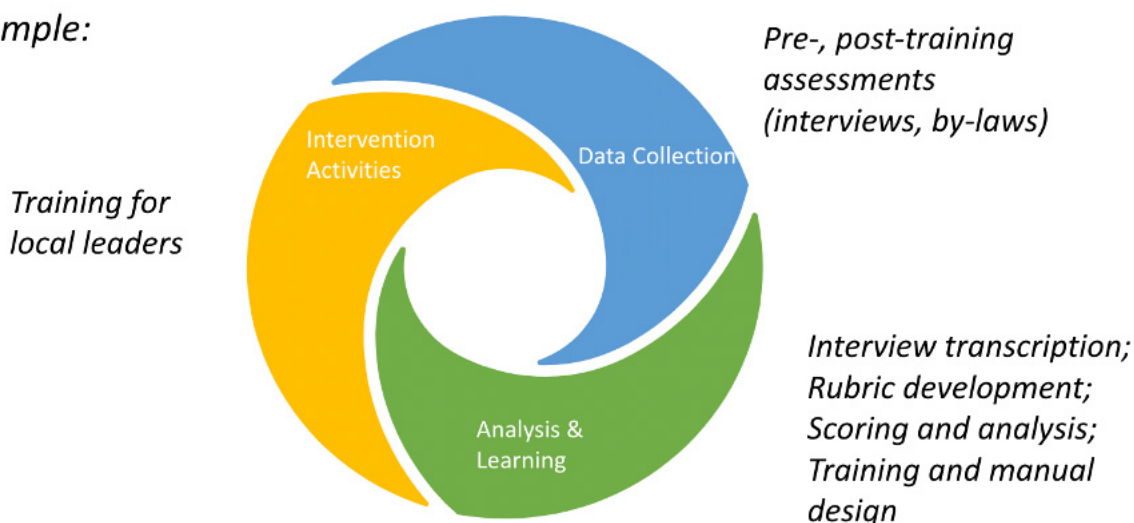 mple:
Pre-, post-training
assessments
(interviews, by-laws)
Intervention
Activities
Data Collection
Training for
local leaders
Interview transcription;
Rubric development;
Scoring and analysis;
Training and manual
design
Analysis &
Learning